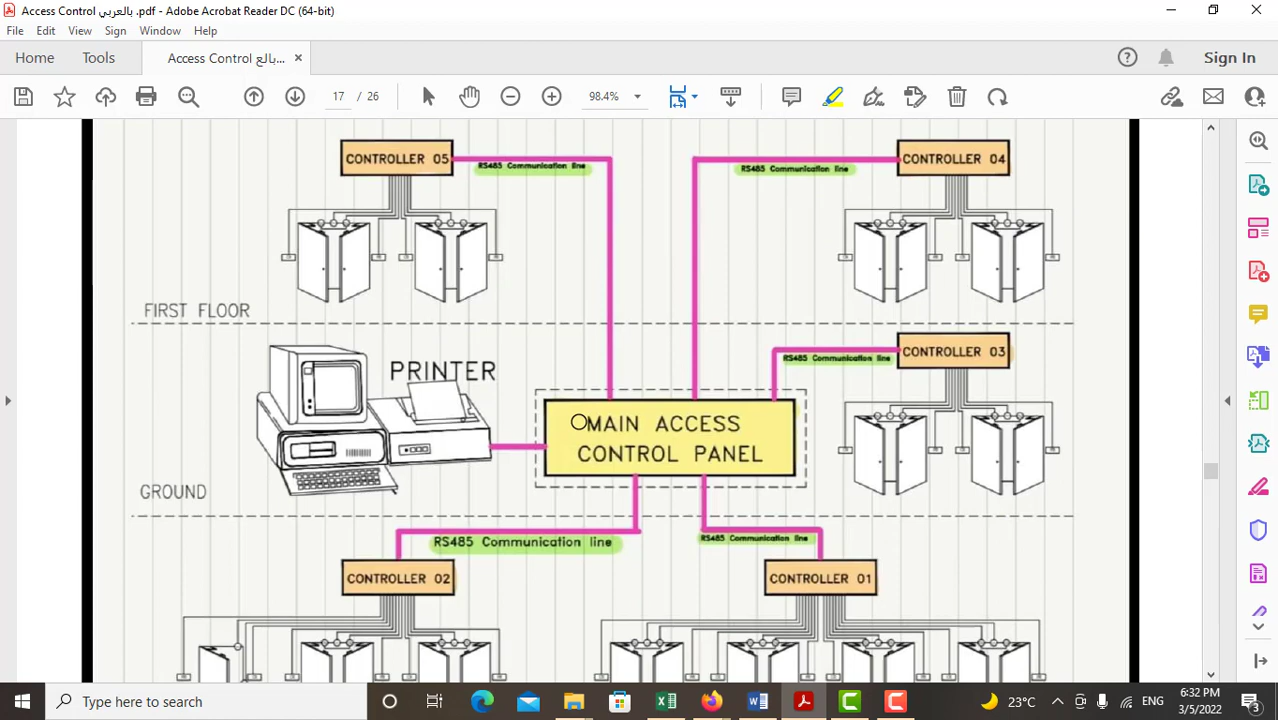 Access Control بالعربي .pdf - Adobe Acrobat Reader DC (64-bit)
File Edit View Sign Window Help
Home Tools Access Control بالع... × Sign In
17 / 26 98.4%
CONTROLLER 05
RS485 Communication line
RS485 Communication line
CONTROLLER 04
FIRST FLOOR
PRINTER
RS485 Communication line
CONTROLLER 03
MAIN ACCESS
CONTROL PANEL
GROUND
RS485 Communication line
RS485 Communication line
CONTROLLER 02
CONTROLLER 01
Type here to search
23°C ENG 6:32 PM
3/5/2022
3